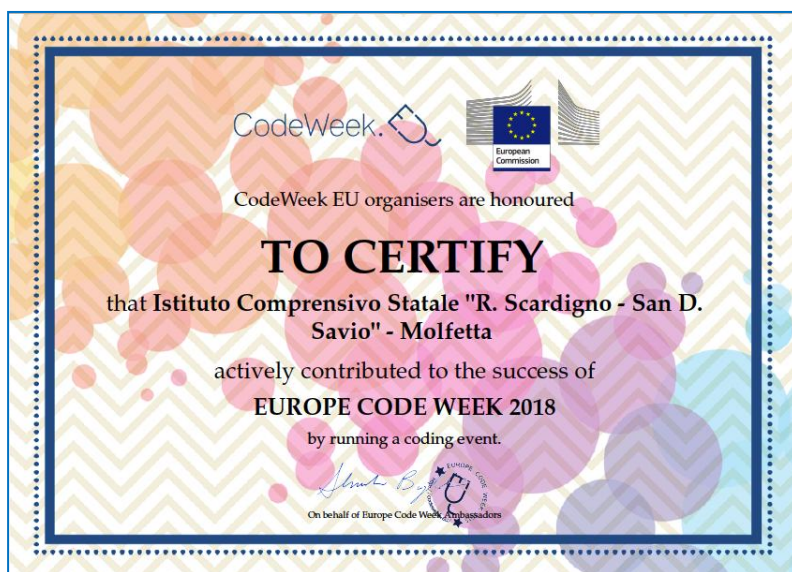 CodeWeek.EU
European
Commission
CodeWeek EU organisers are honoured
TO CERTIFY
that Istituto Comprensivo Statale "R. Scardigno - San D.
Savio" - Molfetta
actively contributed to the success of
EUROPE CODE WEEK 2018
by running a coding event.
EUROPE CODE WEEK
On behalf of Europe Code Week Ambassadors